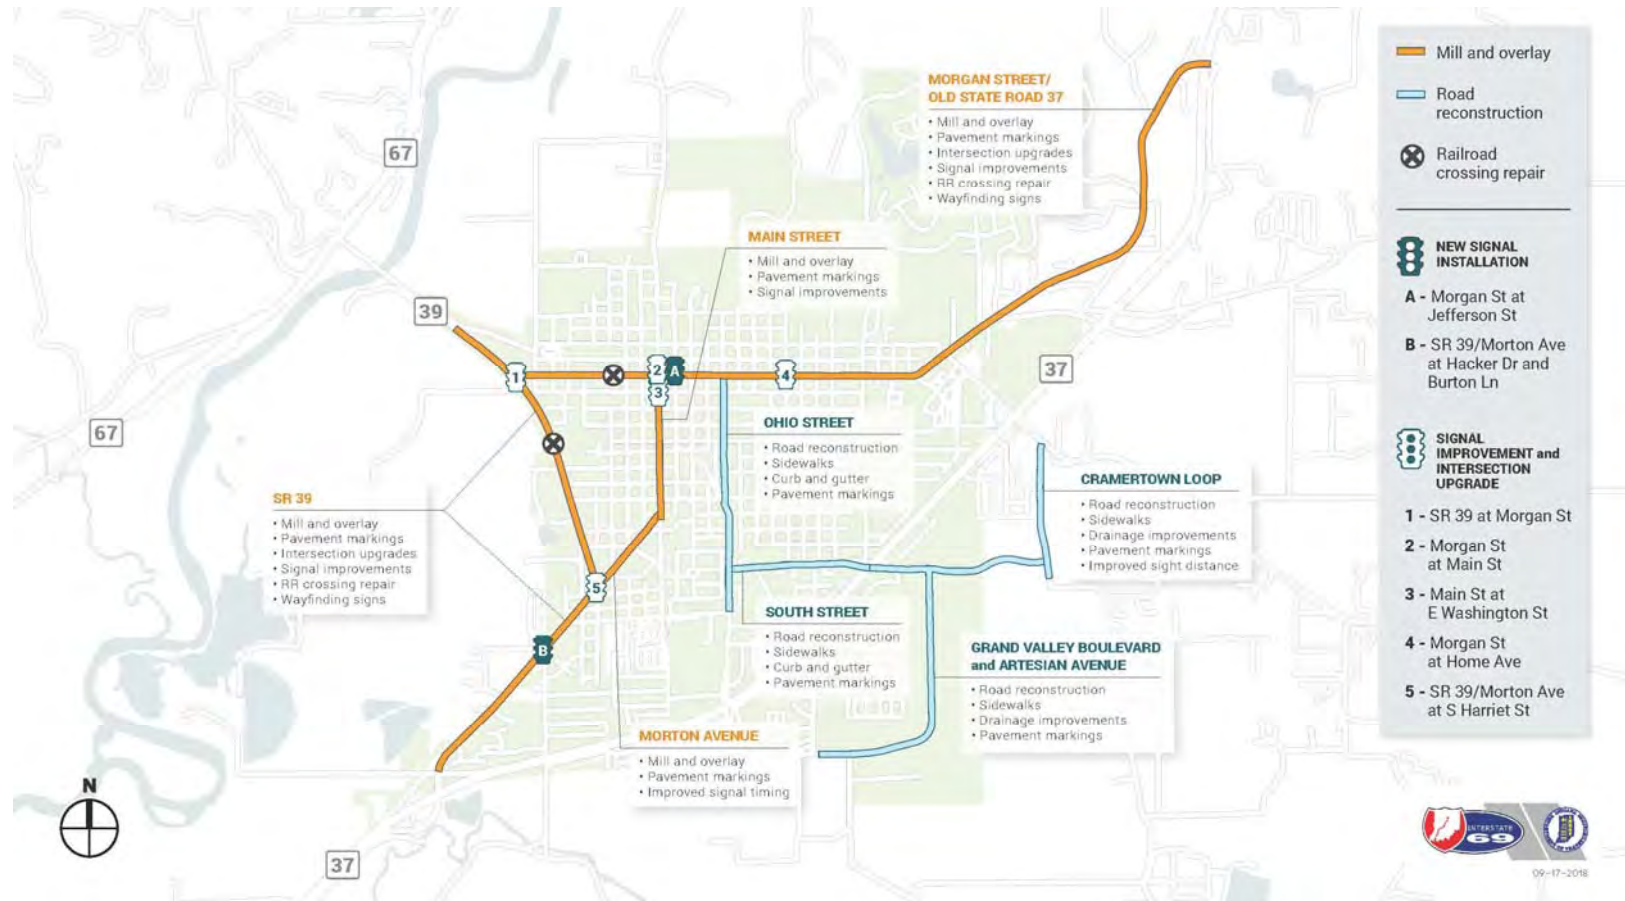 MORGAN STREET/
OLD STATE ROAD 37
• Mill and overlay
• Pavement markings
• Intersection upgrades
• Signal improvements
• RR crossing repair
• Wayfinding signs
67
MAIN STREET
• Mill and overlay
• Pavement markings
• Signal improvements
39
1
2
A
3
4
37
67
OHIO STREET
• Road reconstruction
• Sidewalks
• Curb and gutter
• Pavement markings
CRAMERTOWN LOOP
• Road reconstruction
• Sidewalks
• Drainage improvements
• Pavement markings
• Improved sight distance
SR 39
• Mill and overlay
• Pavement markings
• Intersection upgrades
• Signal improvements
• RR crossing repair
• Wayfinding signs
5
B
SOUTH STREET
• Road reconstruction
• Sidewalks
• Curb and gutter
• Pavement markings
GRAND VALLEY BOULEVARD
and ARTESIAN AVENUE
• Road reconstruction
• Sidewalks
• Drainage improvements
• Pavement markings
MORTON AVENUE
• Mill and overlay
• Pavement markings
• Improved signal timing
N
37
Mill and overlay
Road
reconstruction
Railroad
crossing repair
NEW SIGNAL
INSTALLATION
A - Morgan St at
Jefferson St
B - SR 39/Morton Ave
at Hacker Dr and
Burton Ln
SIGNAL
IMPROVEMENT and
INTERSECTION
UPGRADE
1 - SR 39 at Morgan St
2 - Morgan St
at Main St
3 - Main St at
E Washington St
4 - Morgan St
at Home Ave
5 - SR 39/Morton Ave
at S Harriet St
INTERSTATE
69
09-17-2018